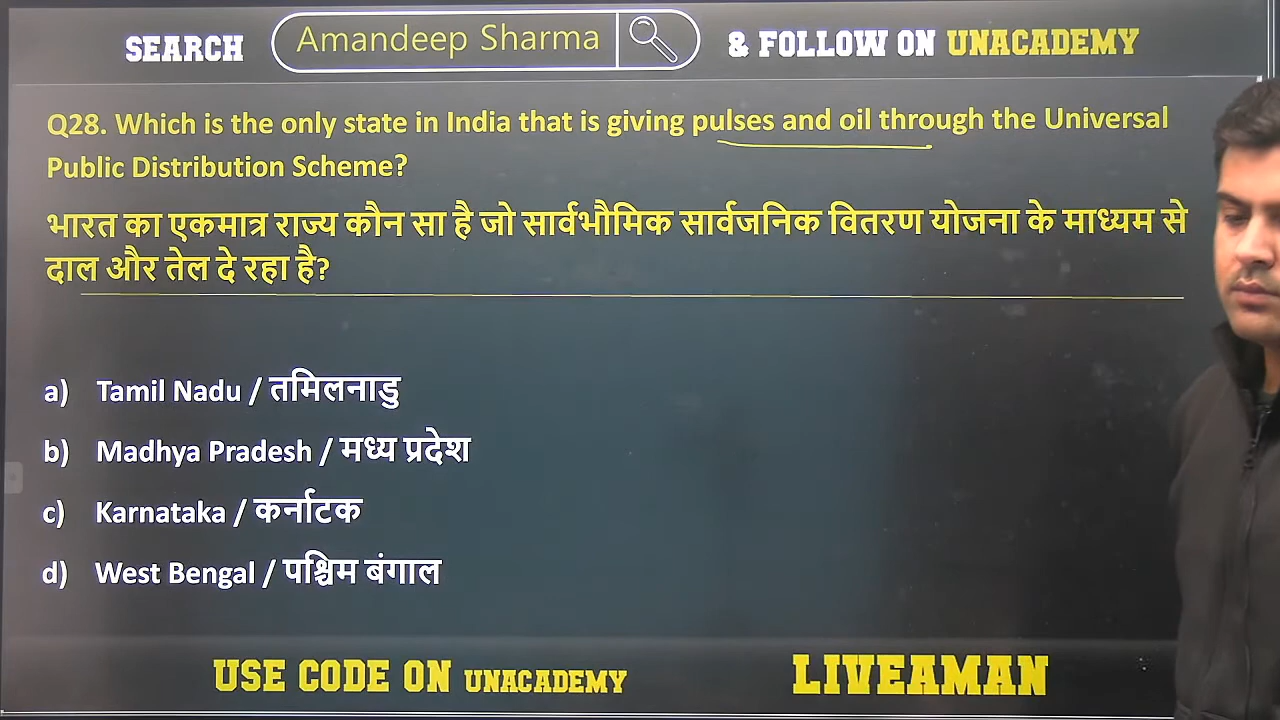 SEARCH Amandeep Sharma & FOLLOW ON UNACADEMY
Q28. Which is the only state in India that is giving pulses and oil through the Universal
Public Distribution Scheme?
भारत का एकमात्र राज्य कौन सा है जो सार्वभौमिक सार्वजनिक वितरण योजना के माध्यम से
दाल और तेल दे रहा है?
a) Tamil Nadu / तमिलनाडु
b) Madhya Pradesh / मध्य प्रदेश
c) Karnataka / कर्नाटक
d) West Bengal / पश्चिम बंगाल
USE CODE ON UNACADEMY LIVEAMAN